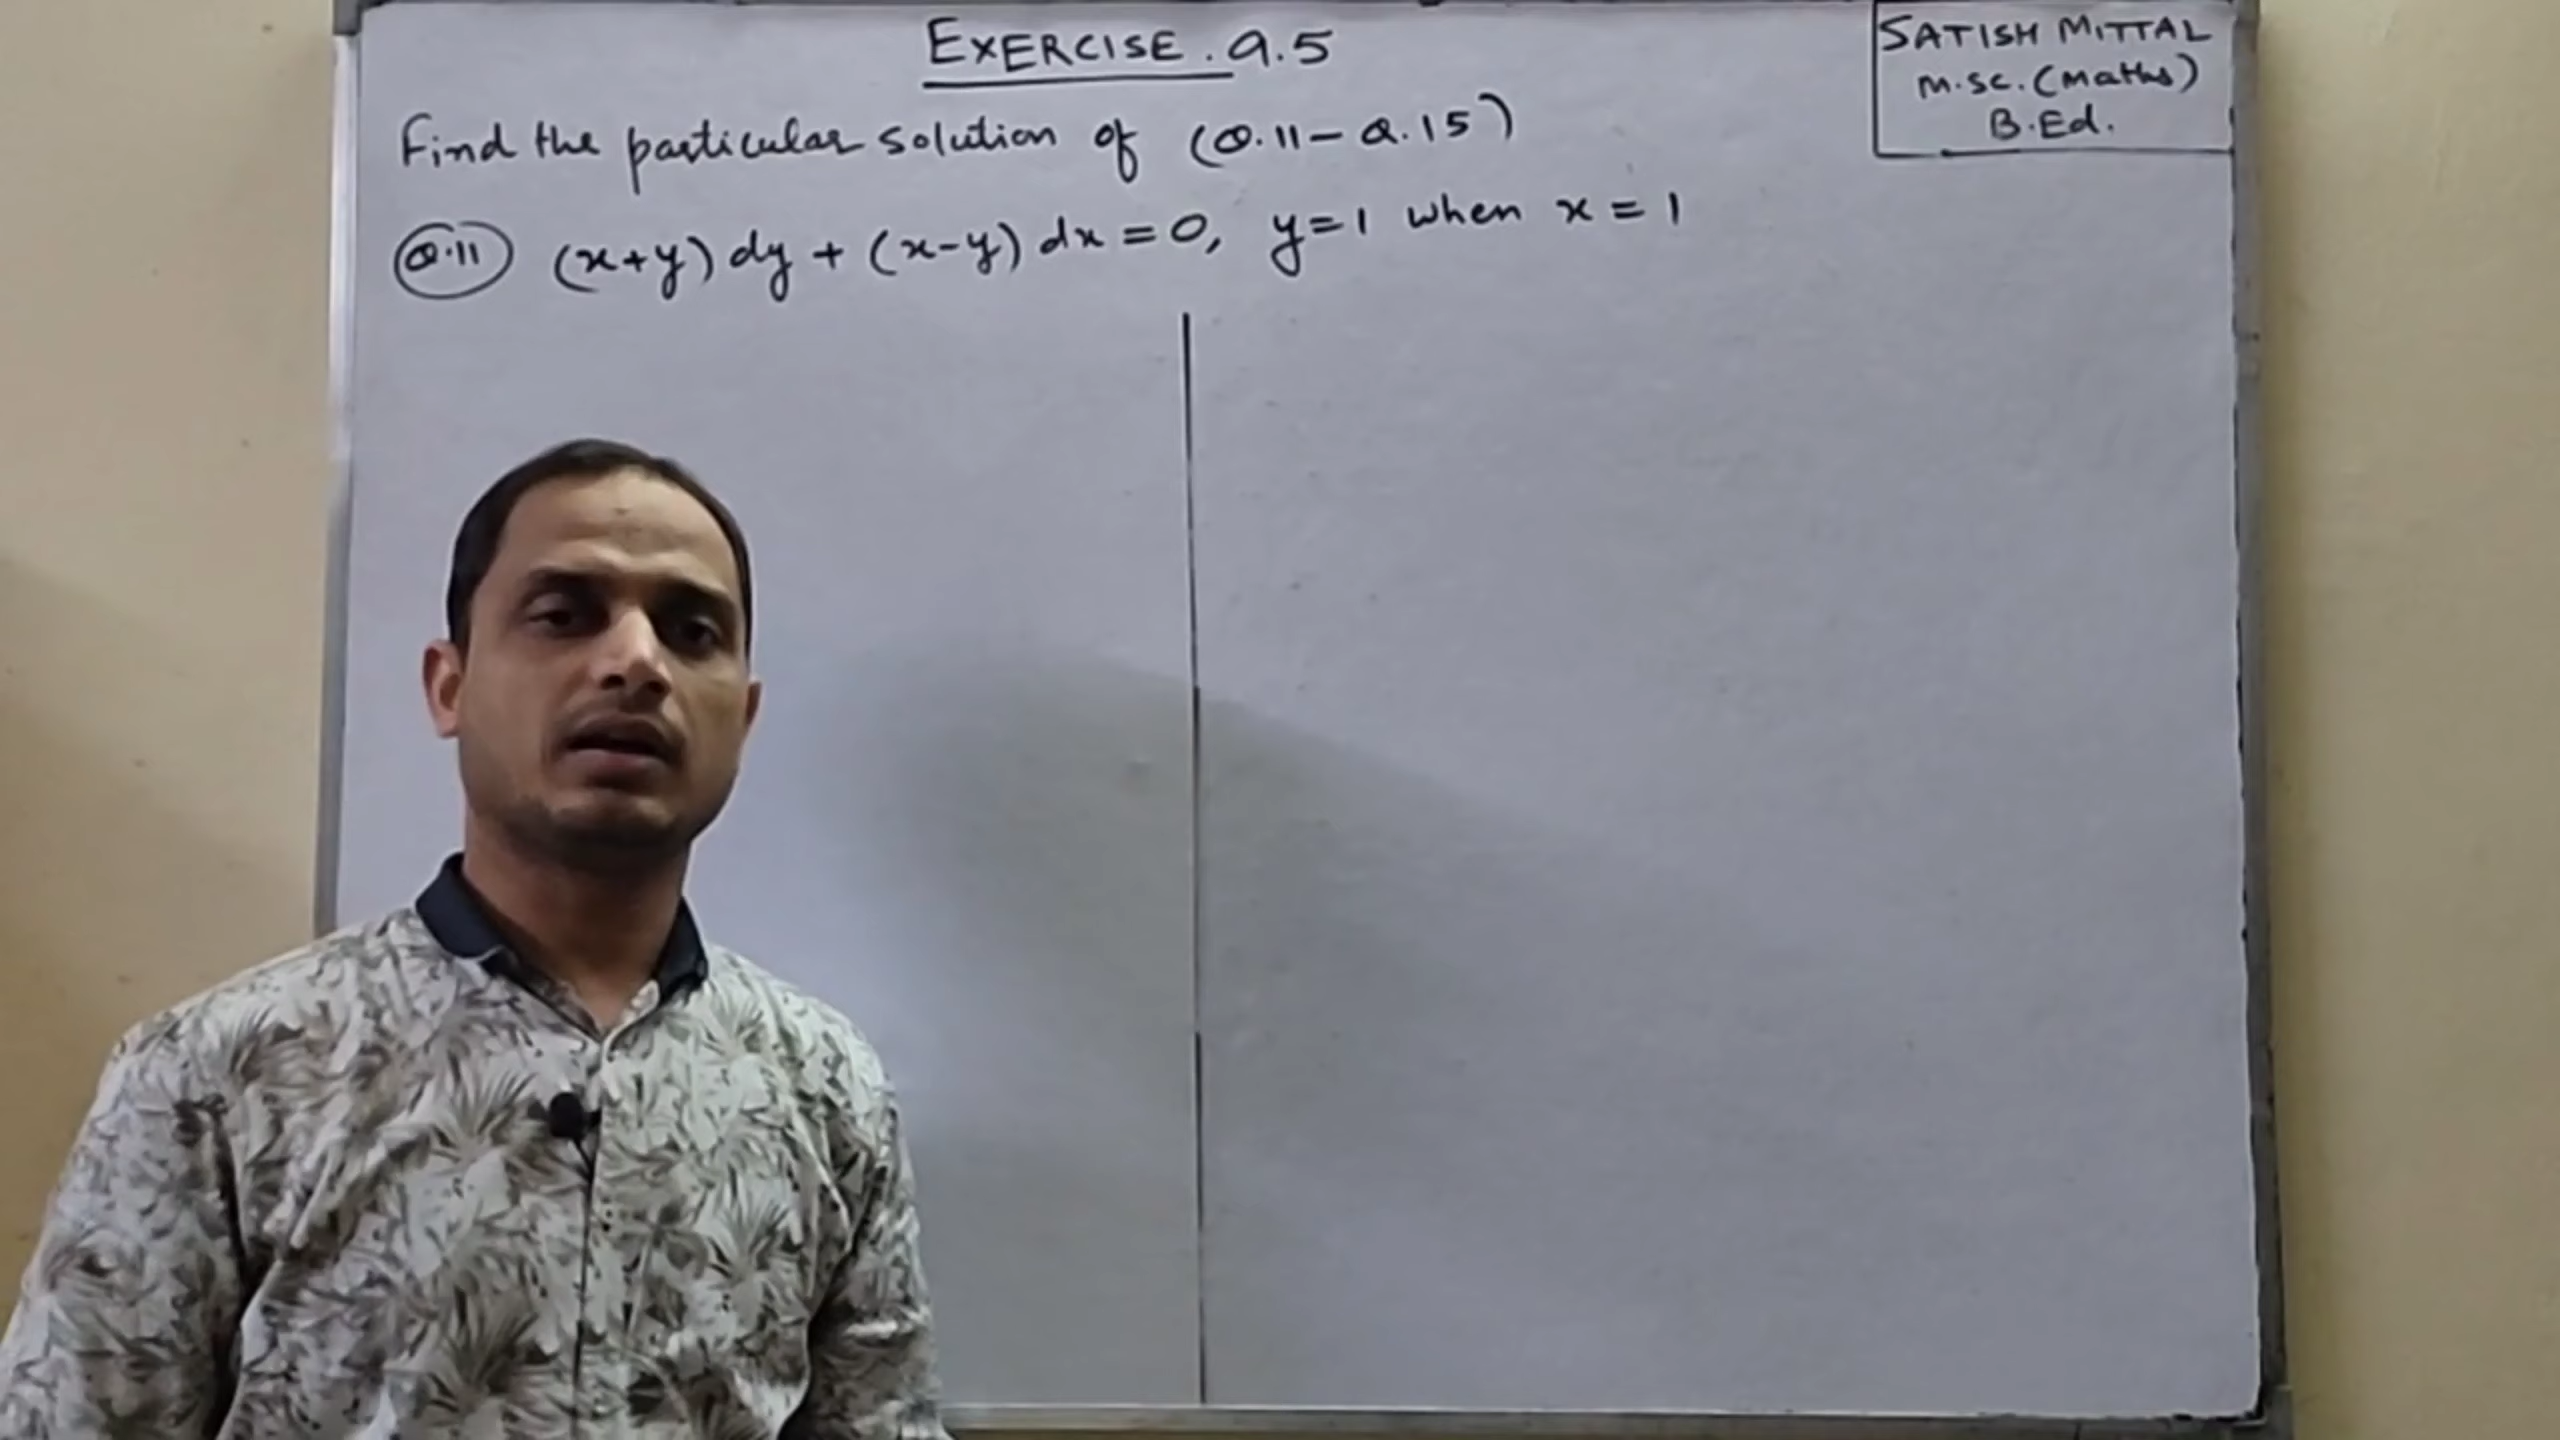 EXERCISE. 9.5
SATISH MITTAL
M.SC. (Maths)
B.Ed.
Find the particular solution of (Q.11 - Q.15)
Q.11 (x+y) dy + (x-y) dx = 0, y=1 when x = 1